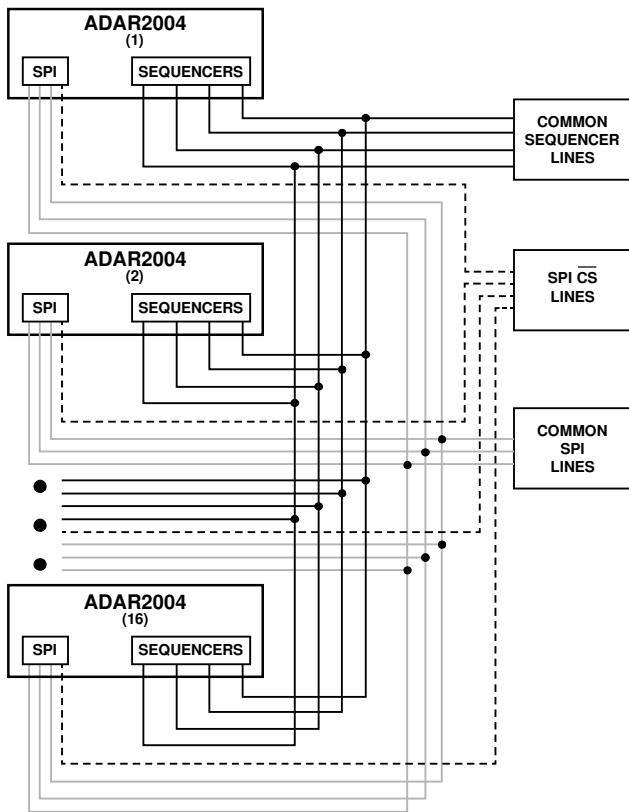 ADAR2004
(1)
SPI
SEQUENCERS
COMMON
SEQUENCER
LINES
ADAR2004
(2)
SPI
SEQUENCERS
SPI C̅S̅
LINES
COMMON
SPI
LINES
ADAR2004
(16)
SPI
SEQUENCERS